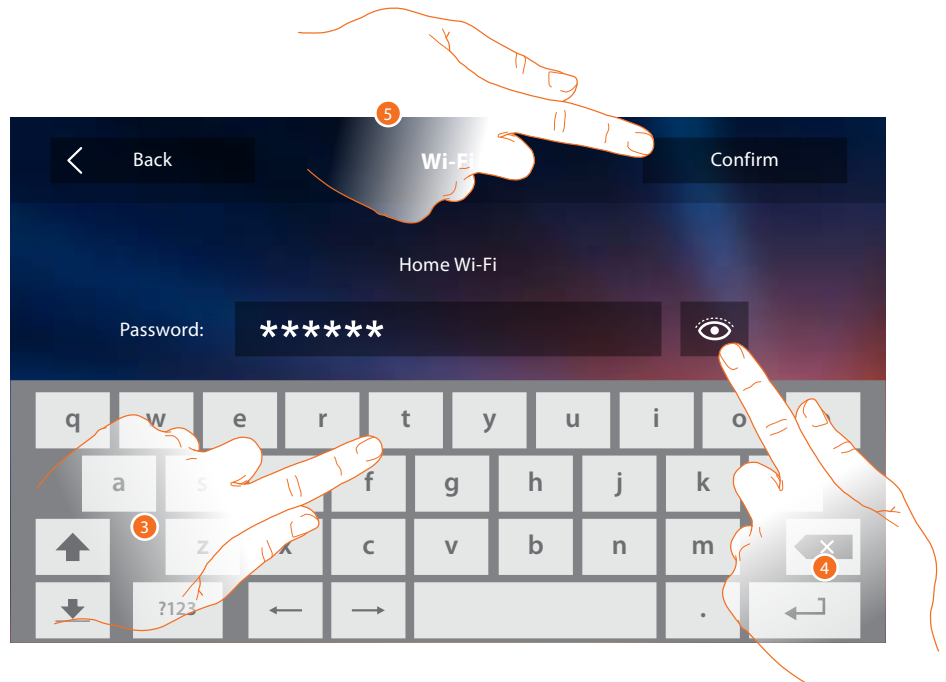 5
Back Wi-Fi Confirm
Home Wi-Fi
Password: ******
q w e r t y u i o
a s f g h j k
3 z x c v b n m
4
?123 .